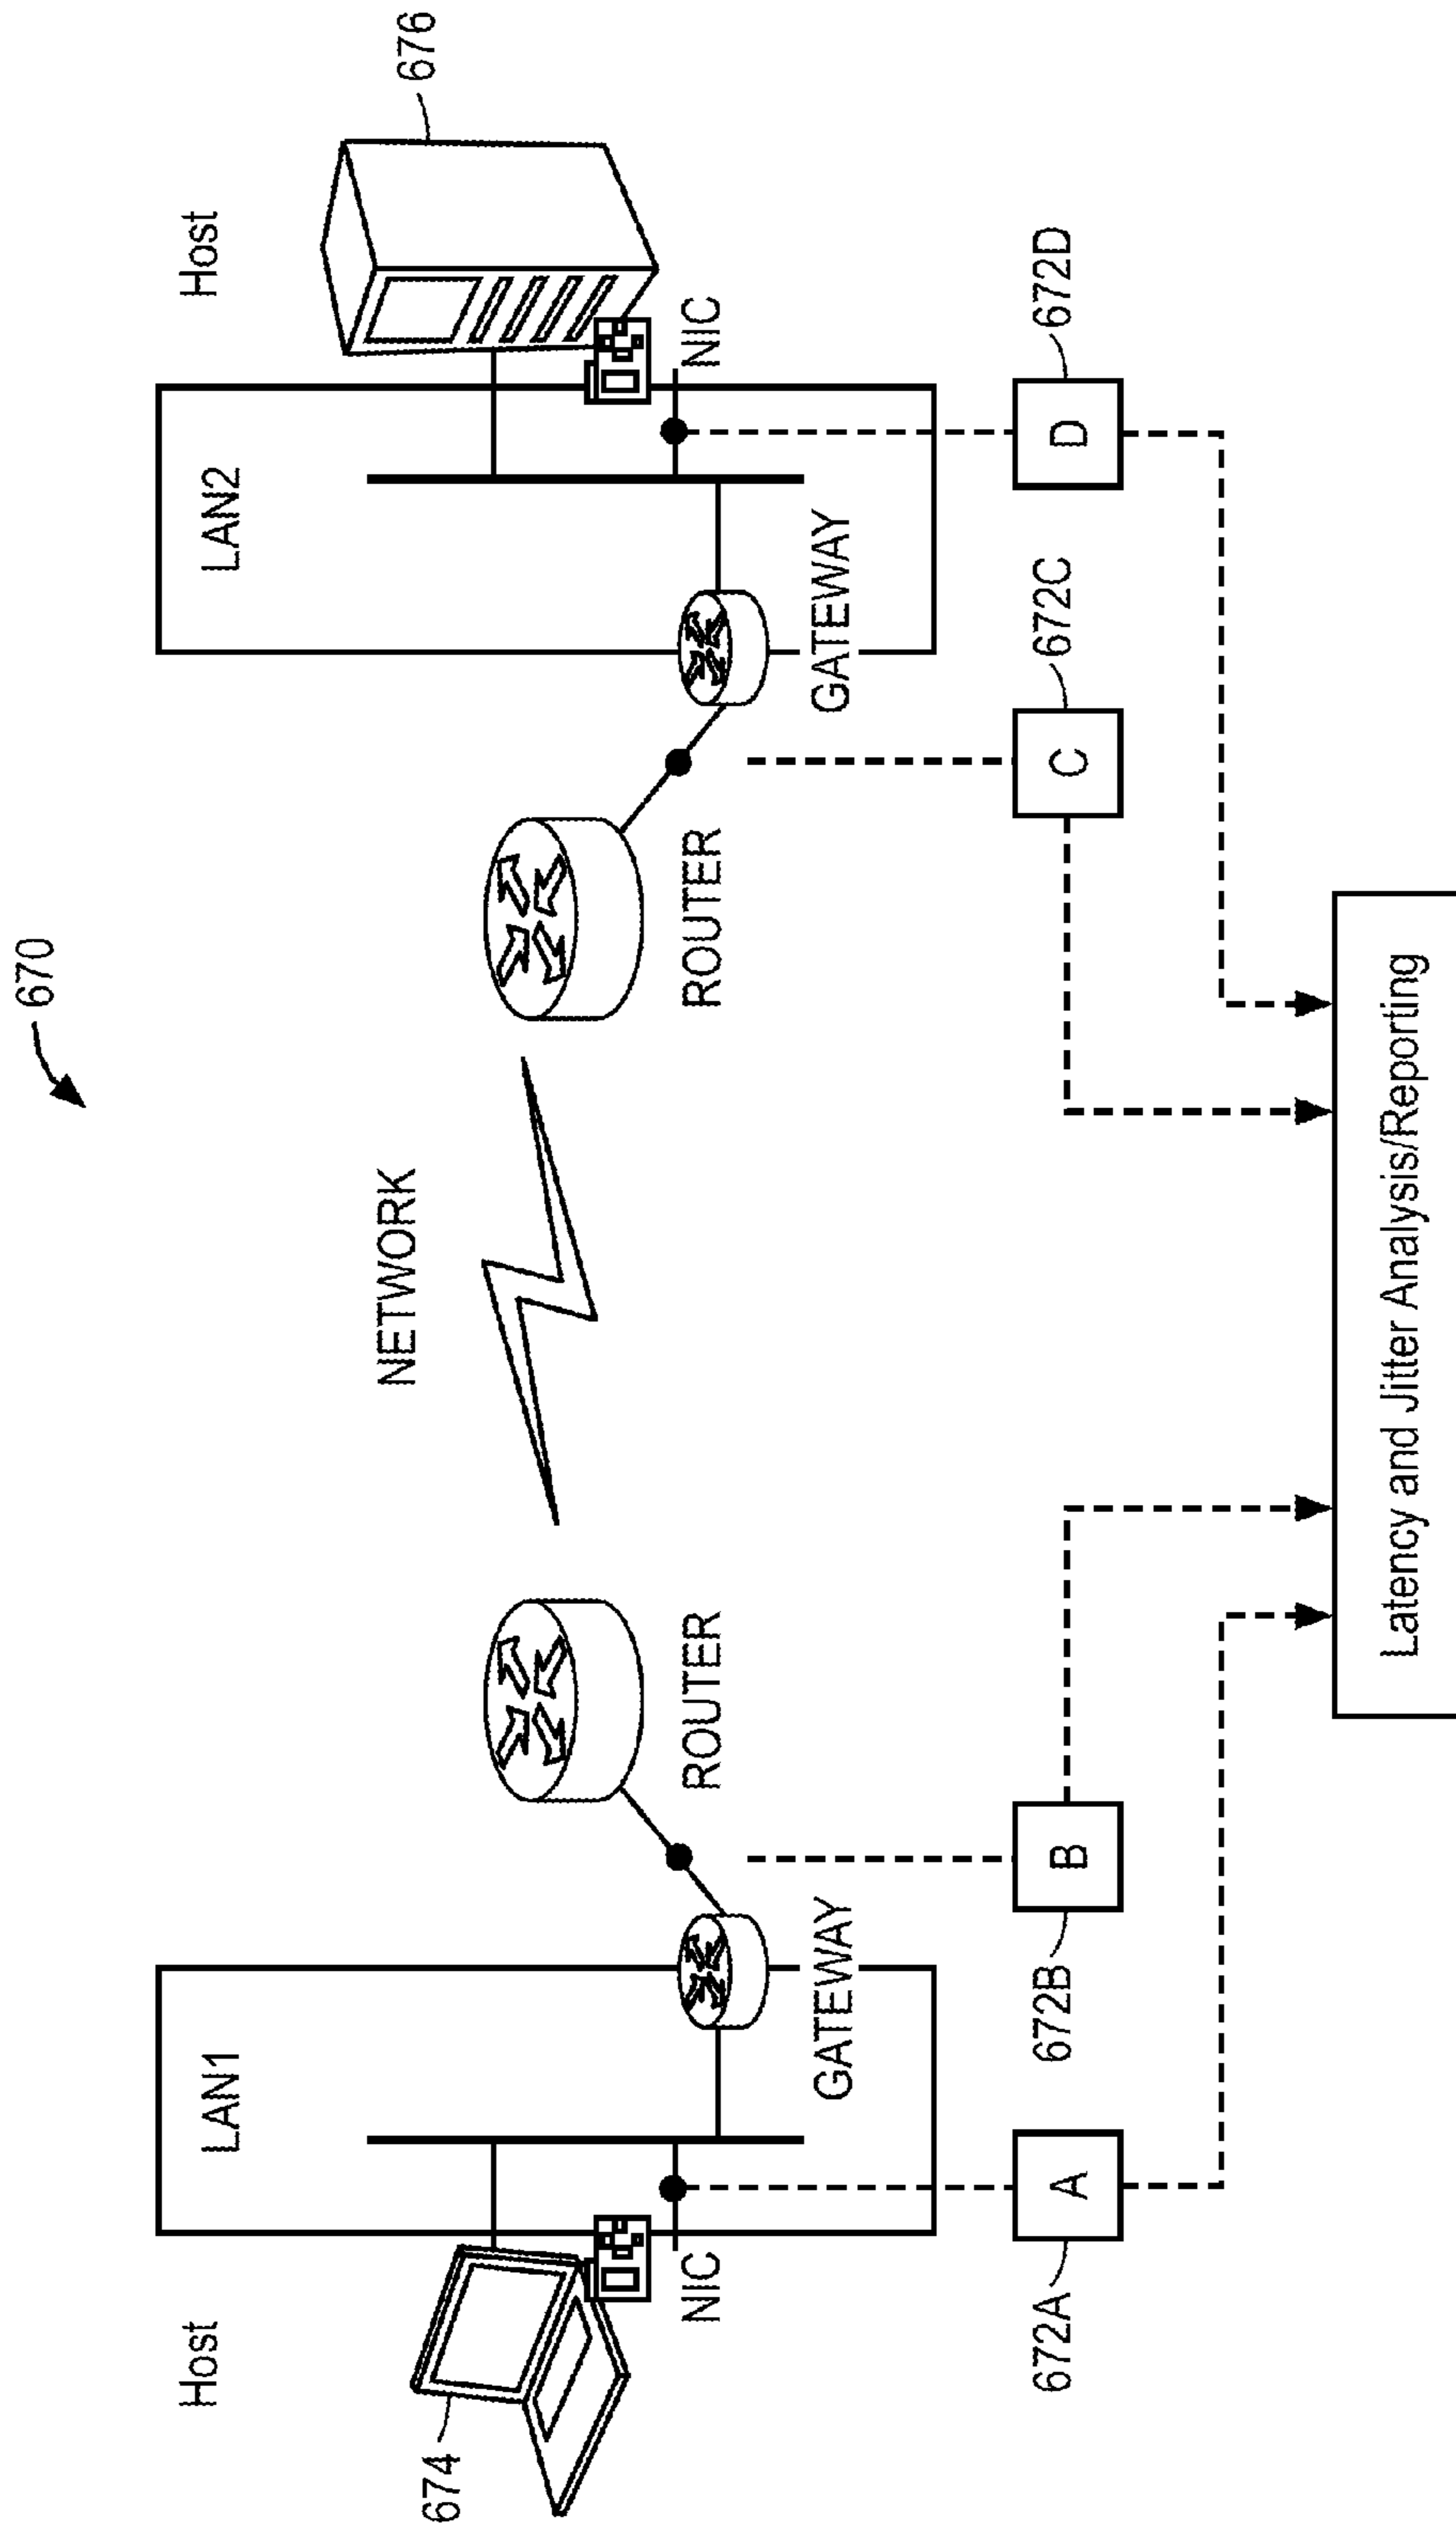 670
Host
LAN1
NETWORK
LAN2
Host
674
676
NIC
GATEWAY
ROUTER
ROUTER
GATEWAY
NIC
672A
A
672B
B
C
672C
D
672D
Latency and Jitter Analysis/Reporting